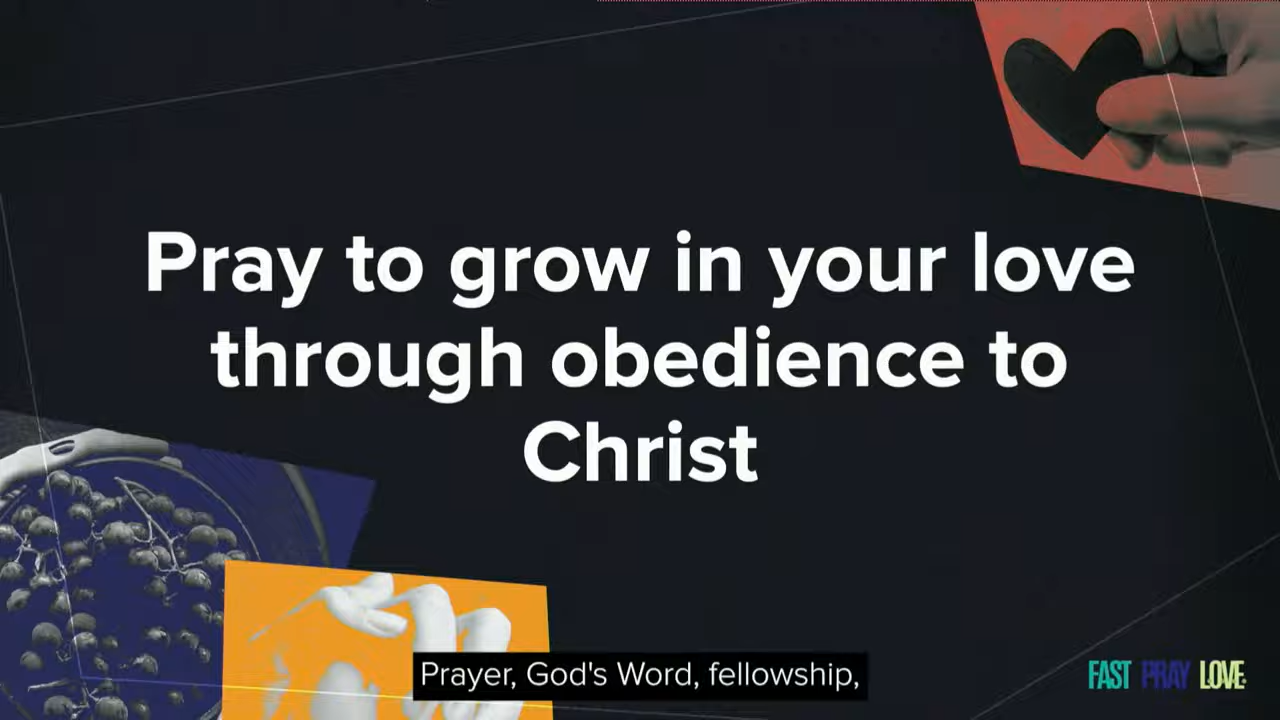 Pray to grow in your love
through obedience to
Christ
Prayer, God's Word, fellowship,
FAST PRAY LOVE